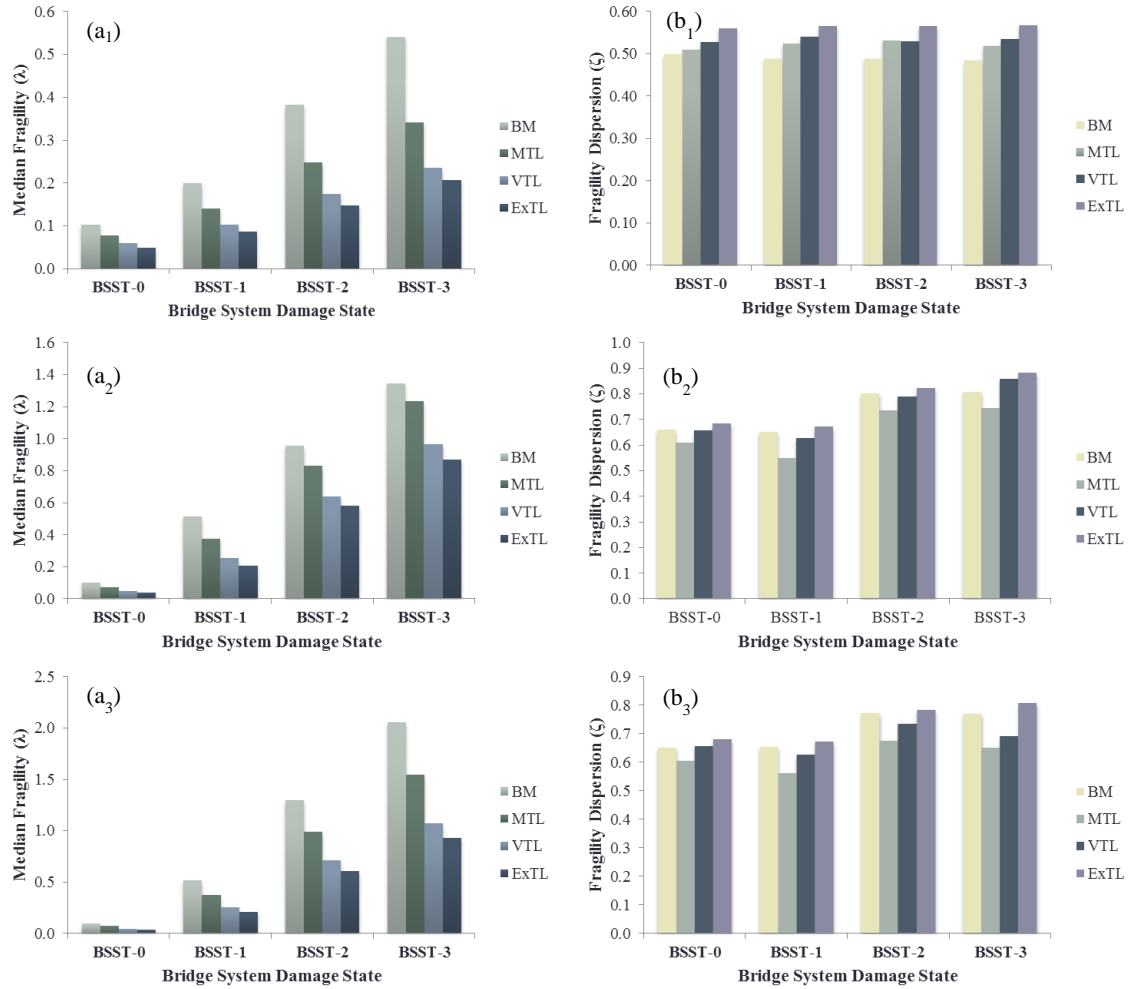 (a1)
Median Fragility (λ)
0.6
0.5
0.4
0.3
0.2
0.1
0.0
BSST-0 BSST-1 BSST-2 BSST-3
Bridge System Damage State
BM
MTL
VTL
ExTL
(b1)
Fragility Dispersion (ζ)
0.60
0.50
0.40
0.30
0.20
0.10
0.00
BSST-0 BSST-1 BSST-2 BSST-3
Bridge System Damage State
BM
MTL
VTL
ExTL
(a2)
Median Fragility (λ)
1.6
1.4
1.2
1.0
0.8
0.6
0.4
0.2
0.0
BSST-0 BSST-1 BSST-2 BSST-3
Bridge System Damage State
BM
MTL
VTL
ExTL
(b2)
Fragility Dispersion (ζ)
1.0
0.9
0.8
0.7
0.6
0.5
0.4
0.3
0.2
0.1
0.0
BSST-0 BSST-1 BSST-2 BSST-3
Bridge System Damage State
BM
MTL
VTL
ExTL
(a3)
Median Fragility (λ)
2.5
2.0
1.5
1.0
0.5
0.0
BSST-0 BSST-1 BSST-2 BSST-3
Bridge System Damage State
BM
MTL
VTL
ExTL
(b3)
Fragility Dispersion (ζ)
0.9
0.8
0.7
0.6
0.5
0.4
0.3
0.2
0.1
0.0
BSST-0 BSST-1 BSST-2 BSST-3
Bridge System Damage State
BM
MTL
VTL
ExTL